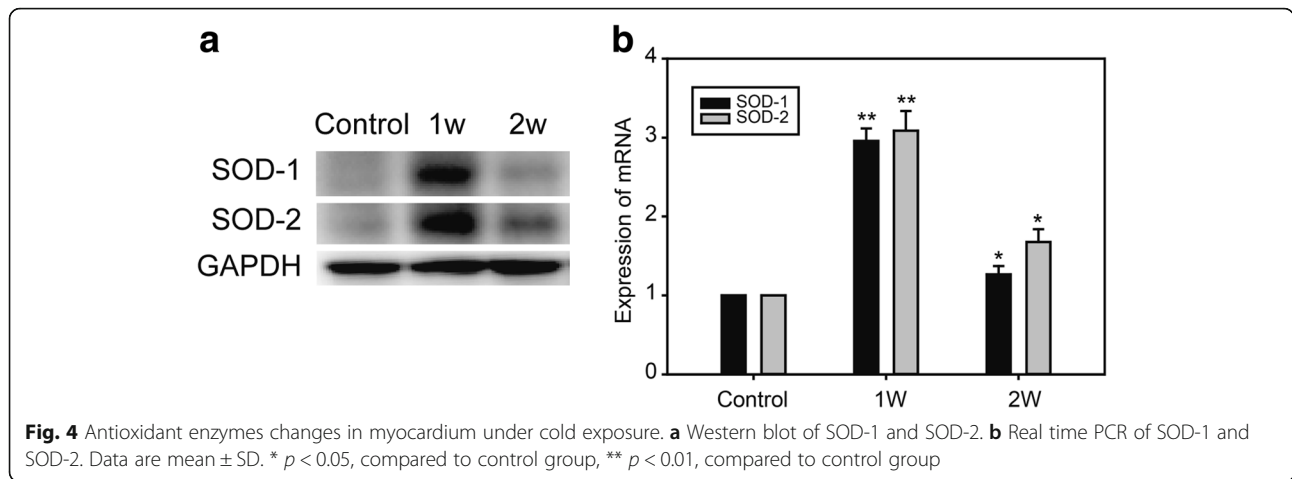 a
Control 1w 2w
SOD-1
SOD-2
GAPDH
b
4
3
2
1
0
Expression of mRNA
SOD-1
SOD-2
** **
* *
Control 1W 2W
Fig. 4 Antioxidant enzymes changes in myocardium under cold exposure. a Western blot of SOD-1 and SOD-2. b Real time PCR of SOD-1 and
SOD-2. Data are mean ± SD. * p < 0.05, compared to control group, ** p < 0.01, compared to control group